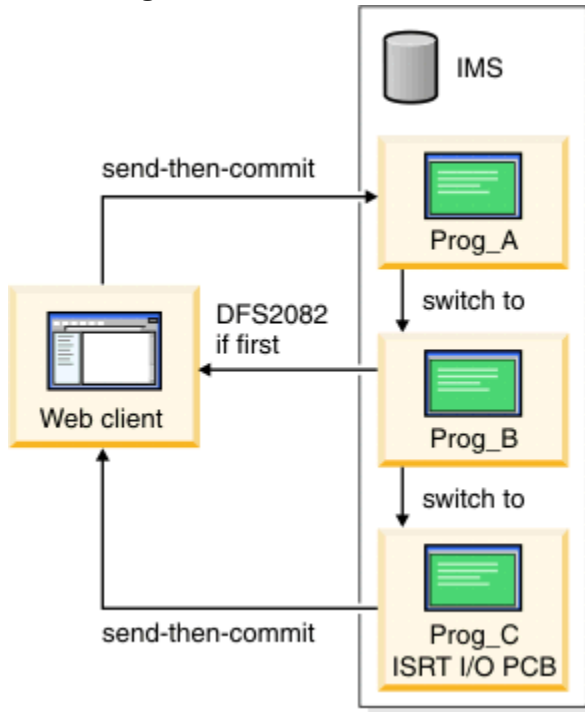 IMS
send-then-commit
Prog_A
switch to
DFS2082
if first
Web client
Prog_B
switch to
send-then-commit
Prog_C
ISRT I/O PCB